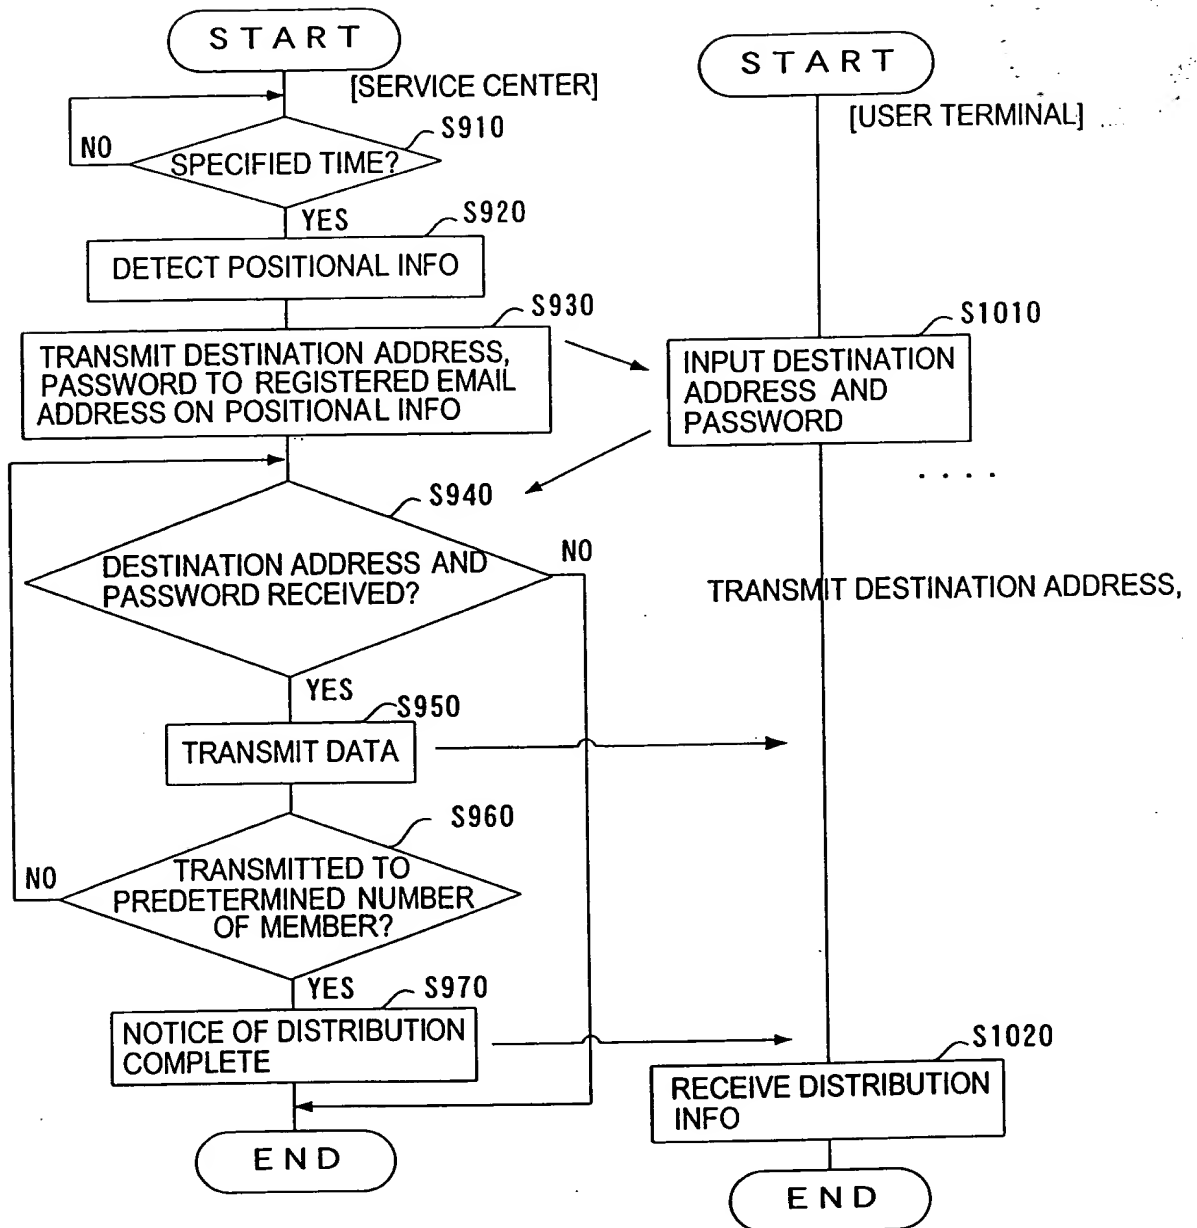 START
[SERVICE CENTER]
S910
NO
SPECIFIED TIME?
YES
S920
DETECT POSITIONAL INFO
S930
TRANSMIT DESTINATION ADDRESS,
PASSWORD TO REGISTERED EMAIL
ADDRESS ON POSITIONAL INFO
S940
NO
DESTINATION ADDRESS AND
PASSWORD RECEIVED?
YES
S950
TRANSMIT DATA
S960
NO
TRANSMITTED TO
PREDETERMINED NUMBER
OF MEMBER?
YES
S970
NOTICE OF DISTRIBUTION
COMPLETE
END
START
[USER TERMINAL]
S1010
INPUT DESTINATION
ADDRESS AND
PASSWORD
....
TRANSMIT DESTINATION ADDRESS,
S1020
RECEIVE DISTRIBUTION
INFO
END